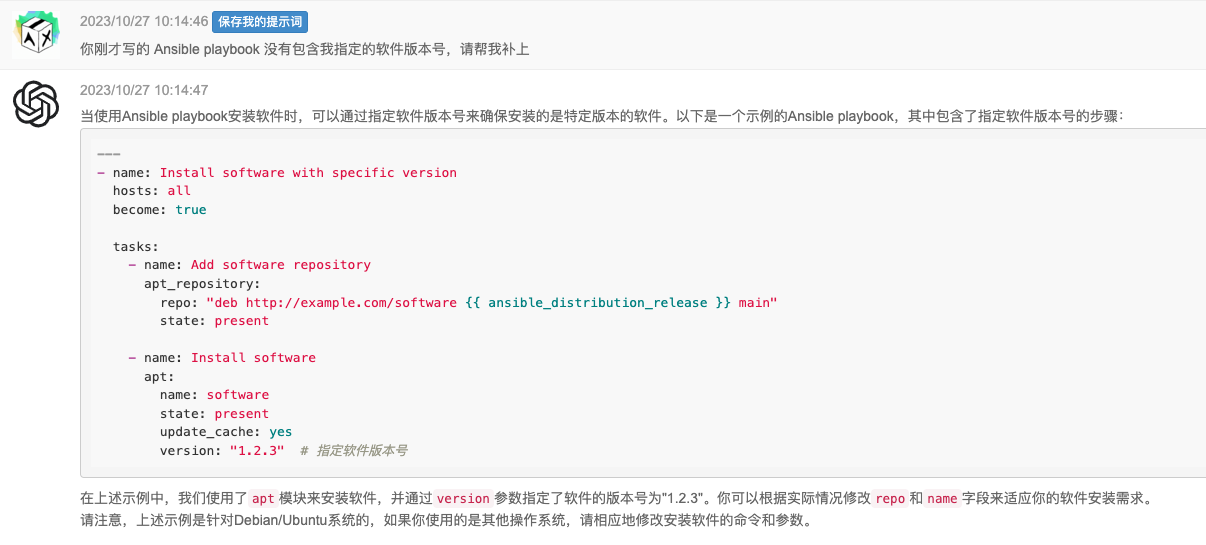 2023/10/27 10:14:46 保存我的提示词
你刚才写的 Ansible playbook 没有包含我指定的软件版本号，请帮我补上
2023/10/27 10:14:47
当使用Ansible playbook安装软件时，可以通过指定软件版本号来确保安装的是特定版本的软件。以下是一个示例的Ansible playbook，其中包含了指定软件版本号的步骤：
---
- name: Install software with specific version
  hosts: all
  become: true

  tasks:
    - name: Add software repository
      apt_repository:
        repo: "deb http://example.com/software {{ ansible_distribution_release }} main"
        state: present

    - name: Install software
      apt:
        name: software
        state: present
        update_cache: yes
        version: "1.2.3"  # 指定软件版本号
在上述示例中，我们使用了 apt 模块来安装软件，并通过 version 参数指定了软件的版本号为"1.2.3"。你可以根据实际情况修改 repo 和 name 字段来适应你的软件安装需求。
请注意，上述示例是针对Debian/Ubuntu系统的，如果你使用的是其他操作系统，请相应地修改安装软件的命令和参数。